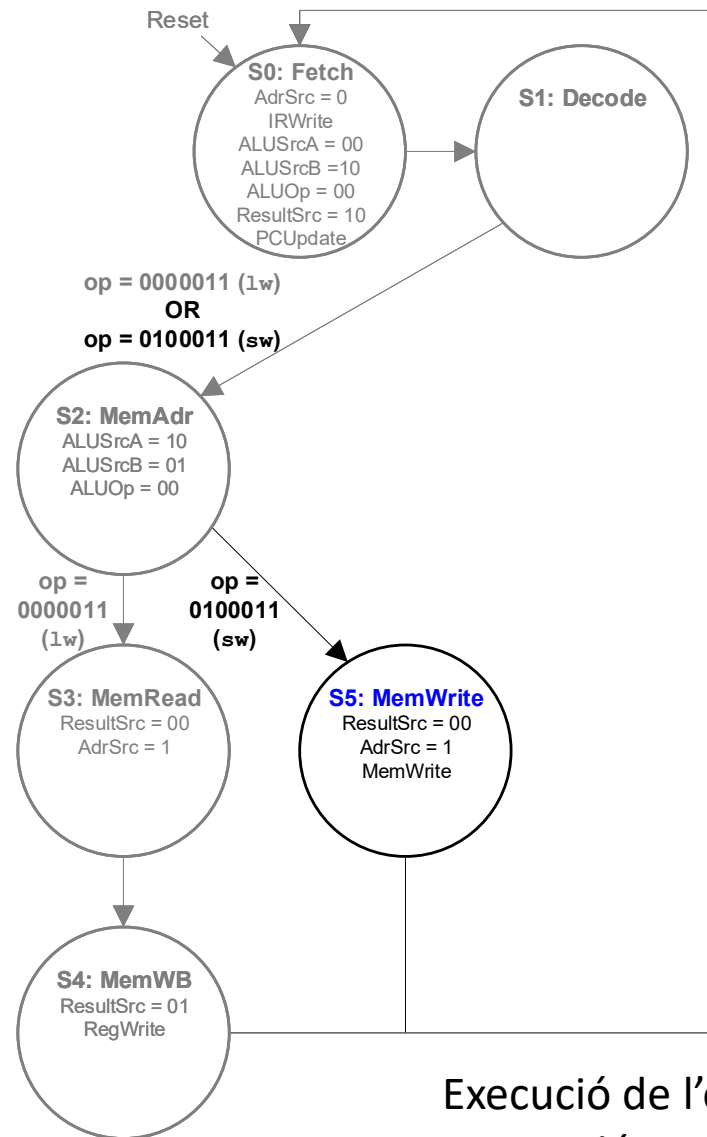 Reset
S0: Fetch
AdrSrc = 0
IRWrite
ALUSrcA = 00
ALUSrcB =10
ALUOp = 00
ResultSrc = 10
PCUpdate
S1: Decode
op = 0000011 (lw)
OR
op = 0100011 (sw)
S2: MemAdr
ALUSrcA = 10
ALUSrcB = 01
ALUOp = 00
op =
0000011
(lw)
op =
0100011
(sw)
S3: MemRead
ResultSrc = 00
AdrSrc = 1
S5: MemWrite
ResultSrc = 00
AdrSrc = 1
MemWrite
S4: MemWB
ResultSrc = 01
RegWrite
Execució de